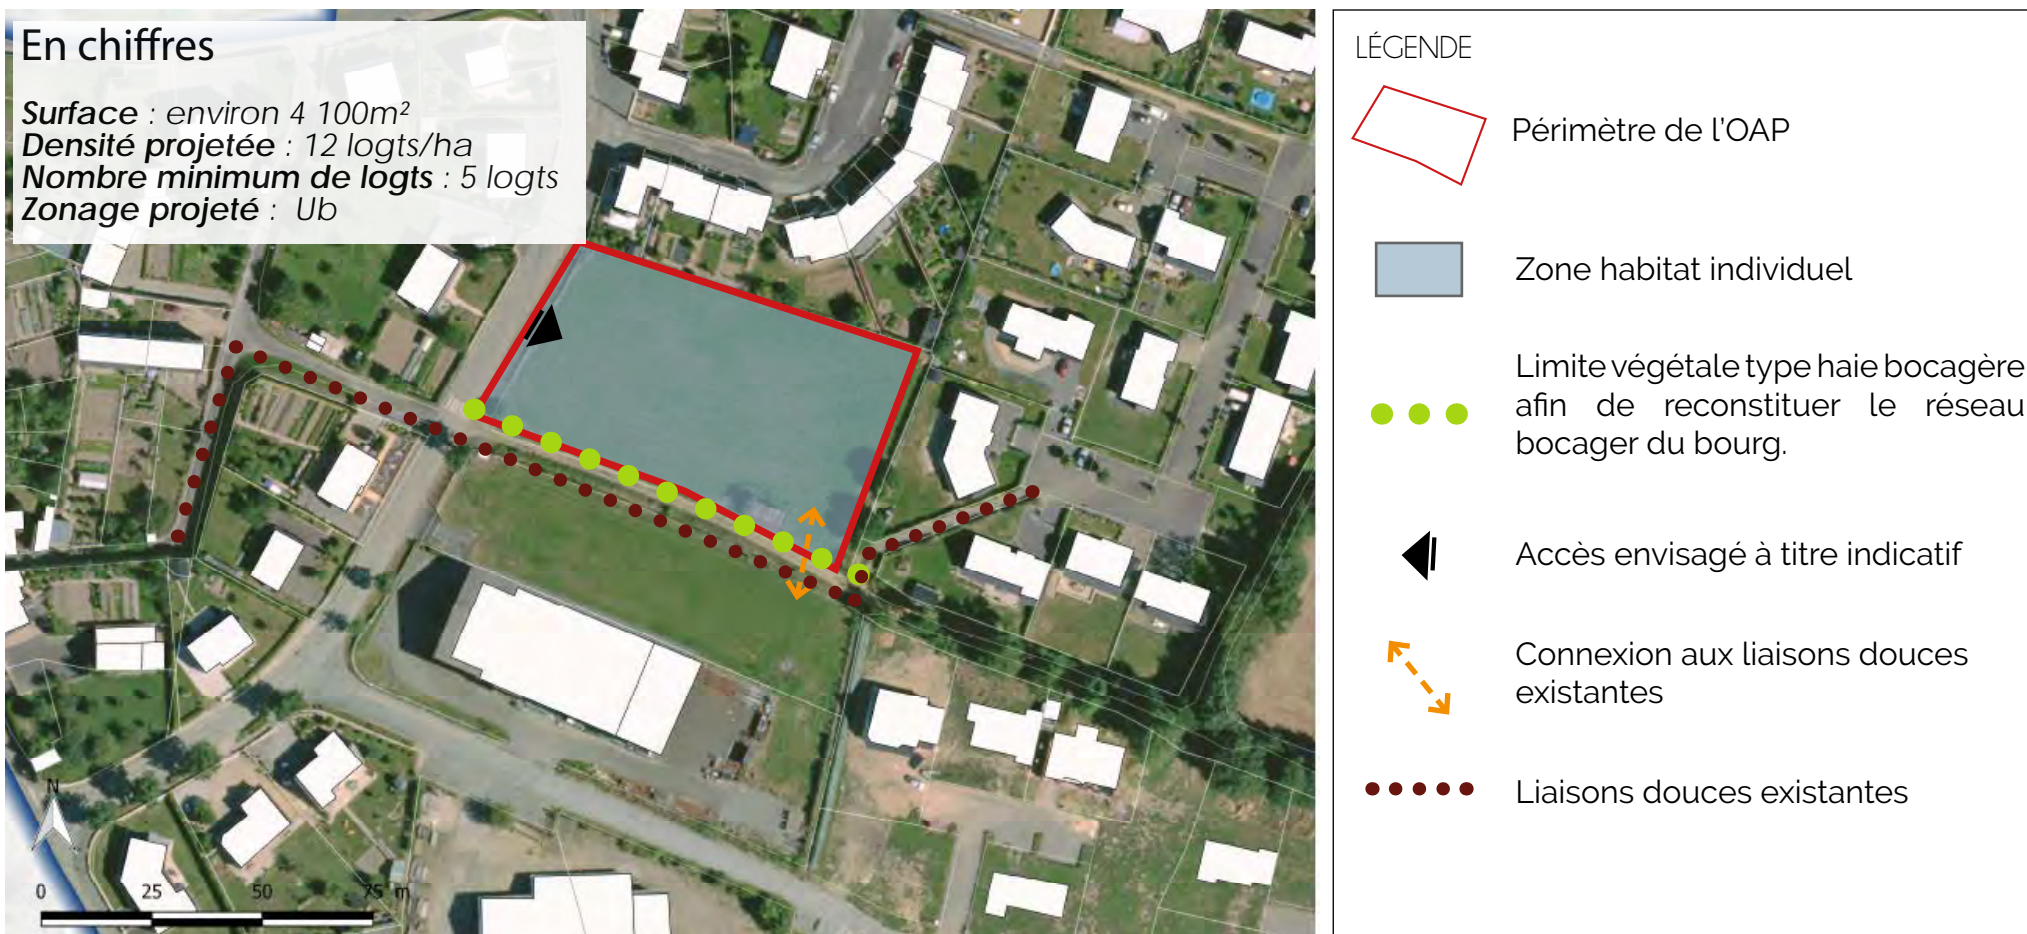 En chiffres
Surface : environ 4 100m²
Densité projetée : 12 logts/ha
Nombre minimum de logts : 5 logts
Zonage projeté : Ub
N
0 25 50 75 m
LÉGENDE
Périmètre de l'OAP
Zone habitat individuel
Limite végétale type haie bocagère
afin de reconstituer le réseau
bocager du bourg.
Accès envisagé à titre indicatif
Connexion aux liaisons douces
existantes
Liaisons douces existantes